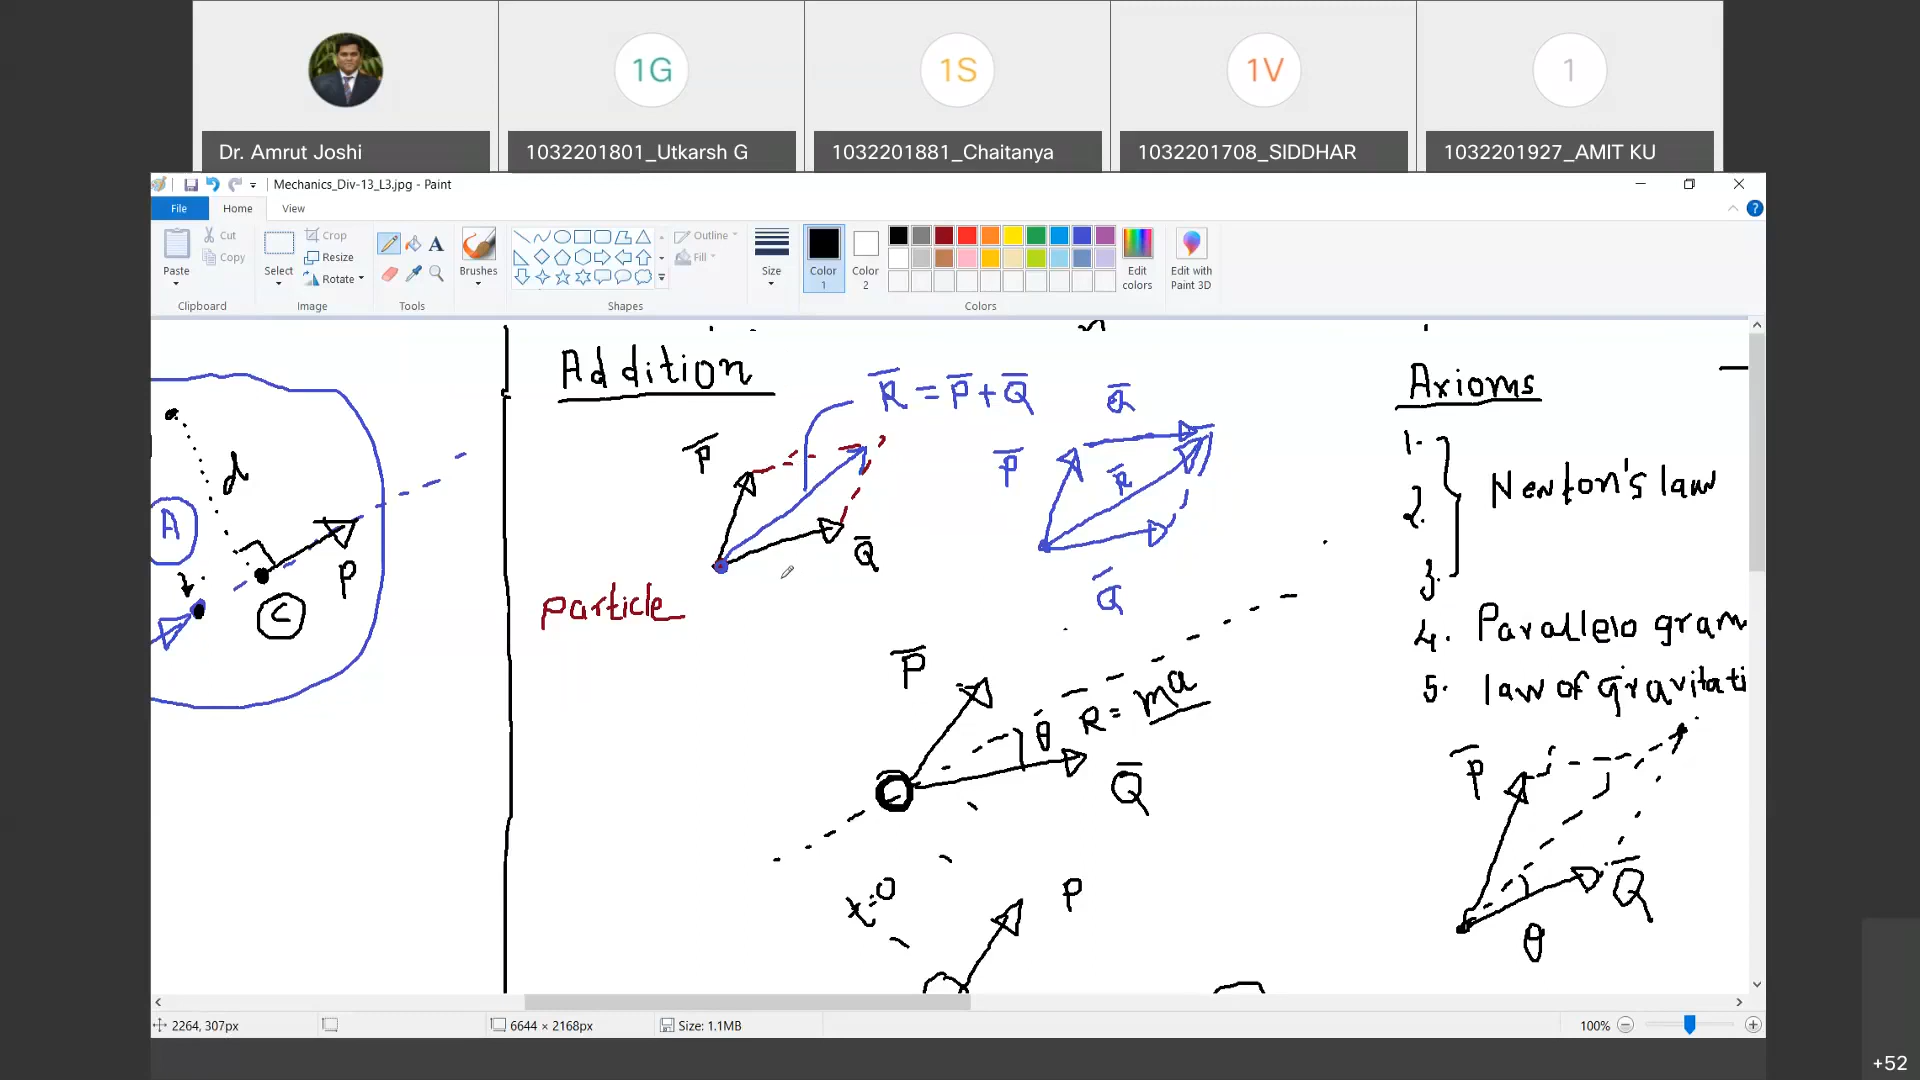 1G
1S
1V
1
Dr. Amrut Joshi
1032201801_Utkarsh G
1032201881_Chaitanya
1032201708_SIDDHAR
1032201927_AMIT KU
Mechanics_Div-13_L3.jpg - Paint
File
Home
View
Paste
Cut
Copy
Clipboard
Select
Crop
Resize
Rotate
Image
A
Tools
Brushes
Outline
Fill
Shapes
Size
Color
1
Color
2
Edit
colors
Edit with
Paint 3D
Colors
?
d
A
P
C
Addition
R̅ = P̅ + Q̅
P̅
Q̅
particle
Q̅
P̅
R̅
Q̅
P̅
θ
R̅ = ma̅
Q̅
t=0
P
Axioms
1.
2.
3.
Newton's law
4. Parallelogram
5. law of gravitati
P̅
Q̅
θ
2264, 307px
6644 × 2168px
Size: 1.1MB
100%
+52